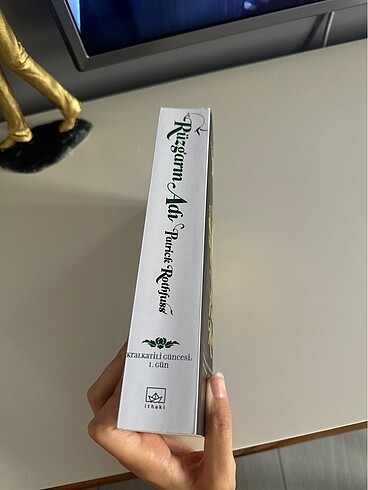 Rüzgarın Adı
Patrick Rothfuss
KRALKATİLİ GÜNCESİ:
1. GÜN
ithaki